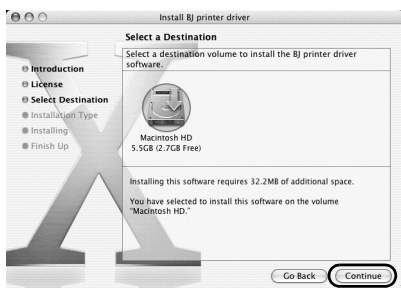 Install BJ printer driver
Select a Destination
Select a destination volume to install the BJ printer driver
software.
Introduction
License
Select Destination
Installation Type
Installing
Finish Up
Macintosh HD
5.5GB (2.7GB Free)
Installing this software requires 32.2MB of additional space.
You have selected to install this software on the volume
"Macintosh HD."
Go Back
Continue